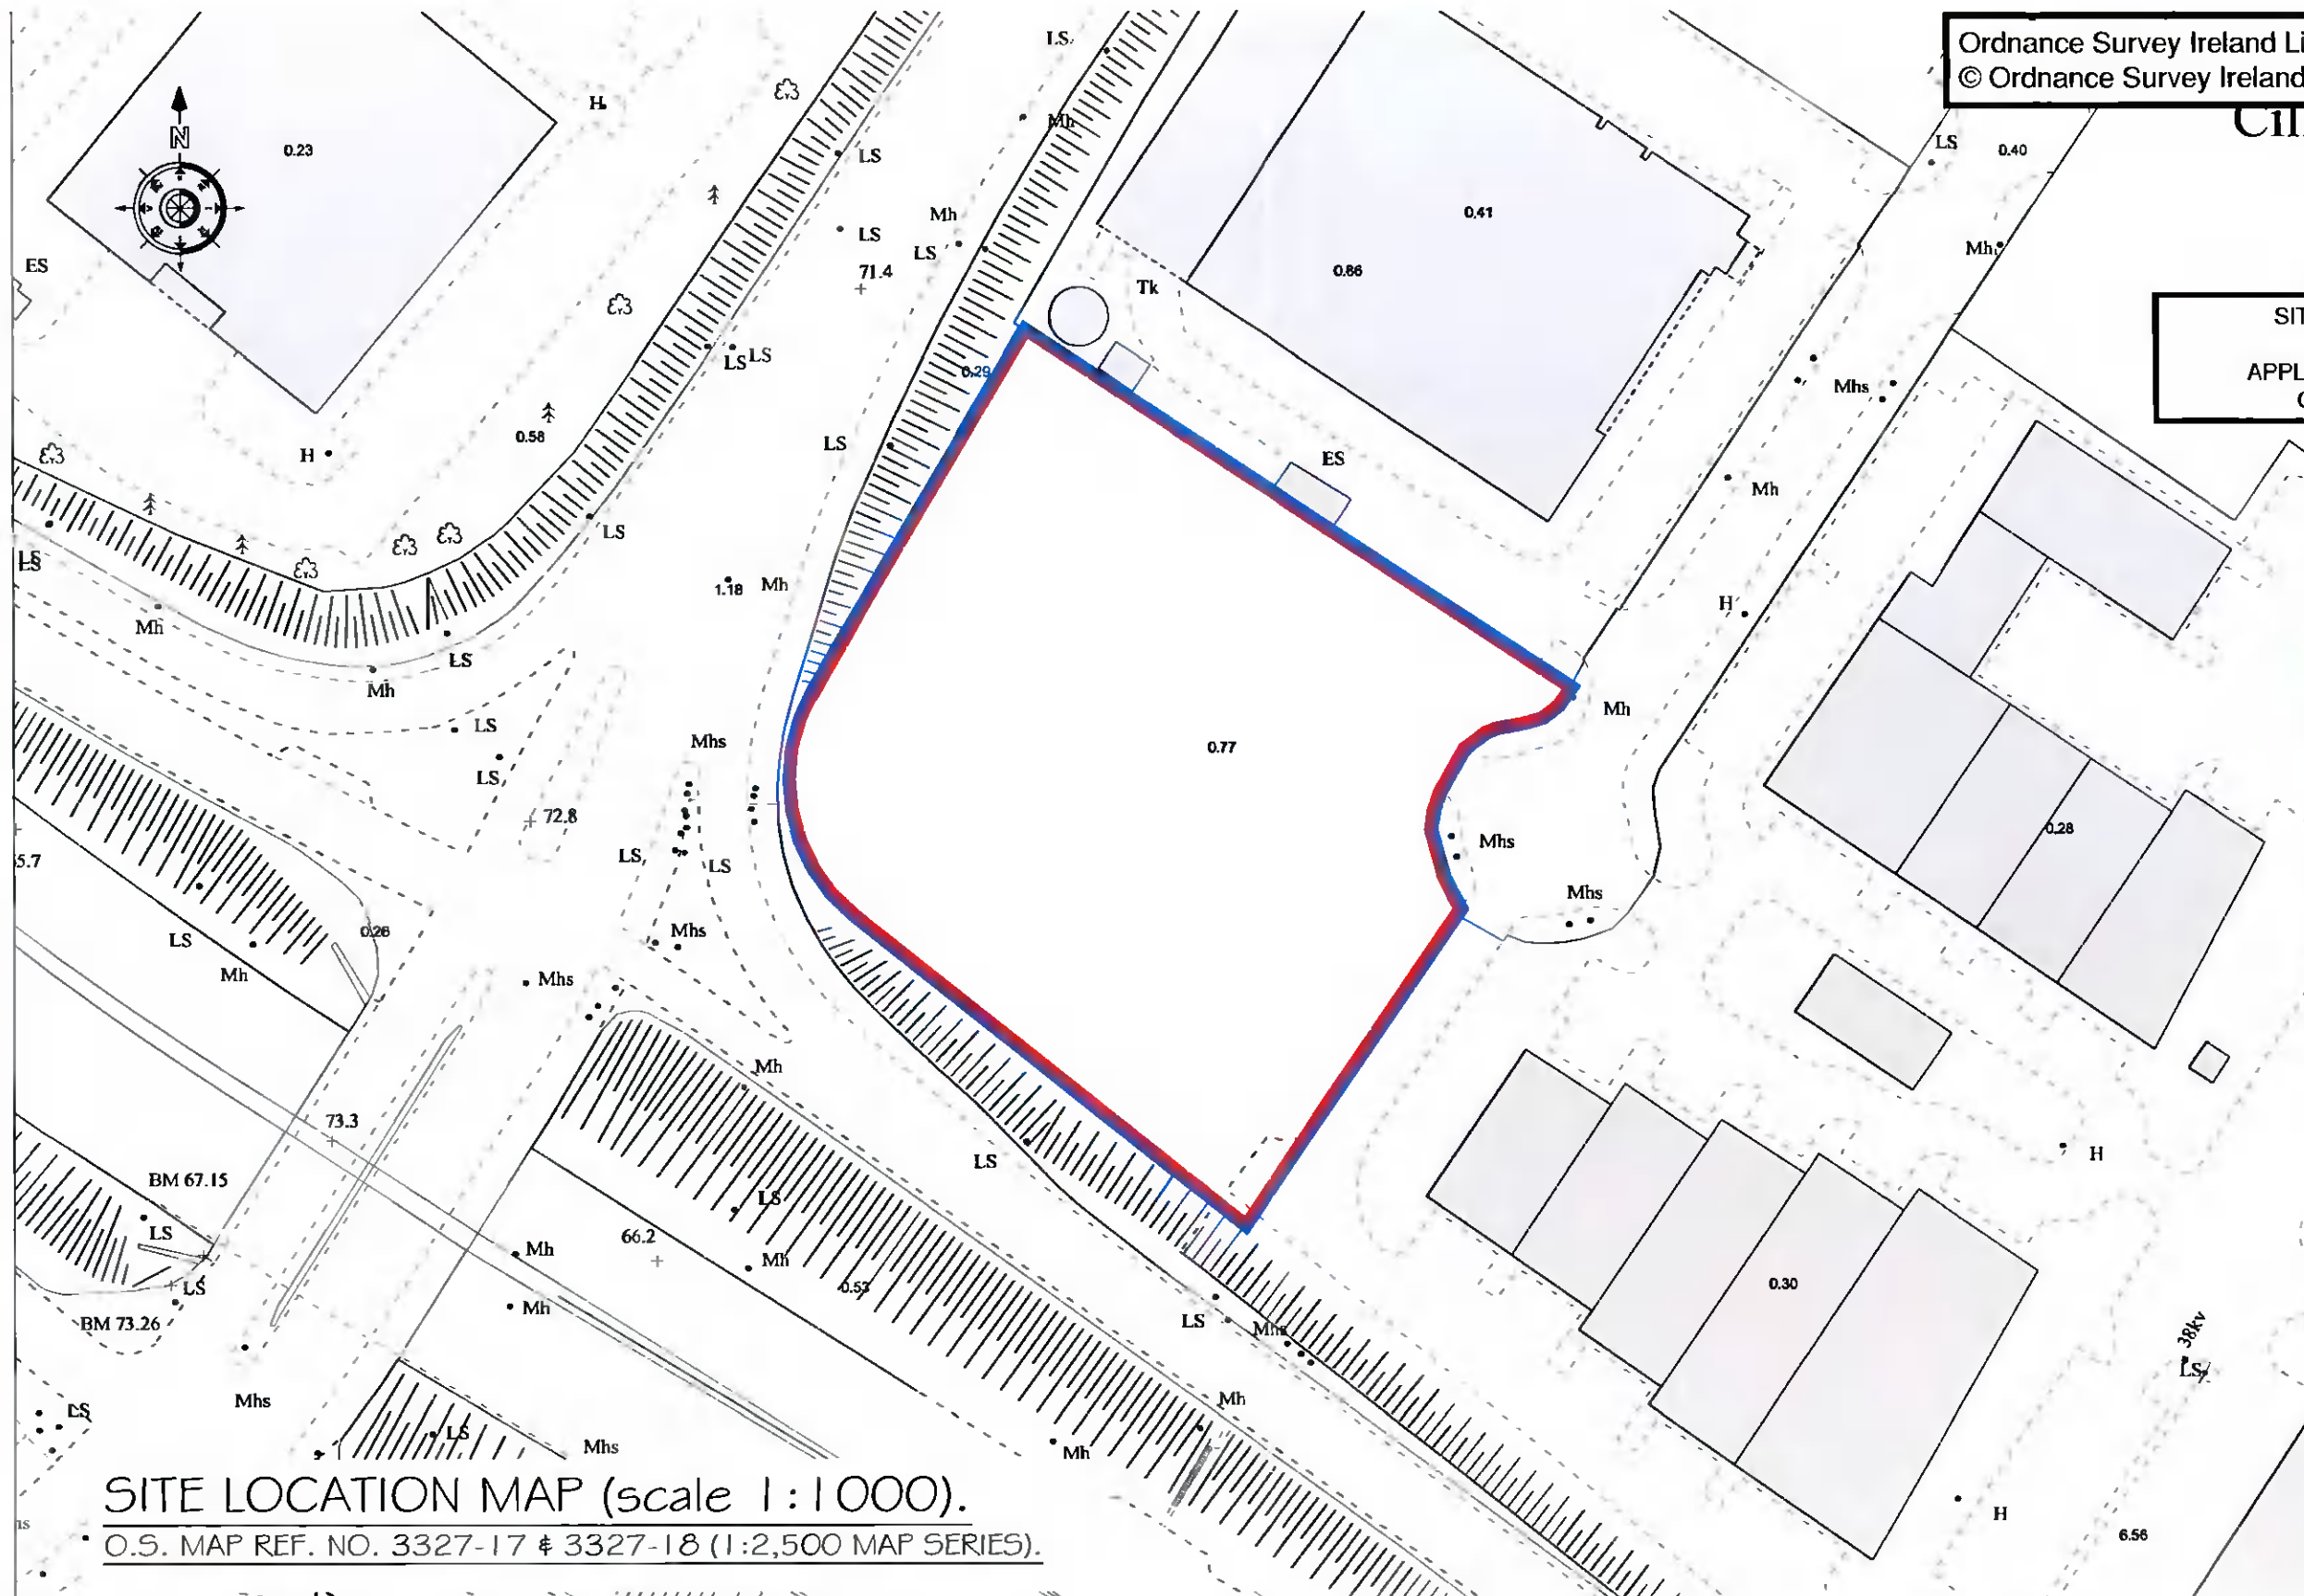 Ordnance Survey Ireland
© Ordnance Survey Ireland
LS
Mh
H
N
0.23
LS
LS
0.40
0.41
Mh
LS
LS
Mh
ES
71.4
0.86
Tk
LS
LS
0.29
Mhs
0.58
LS
H
ES
Mh
LS
LS
1.18
Mh
H
Mh
LS
Mh
Mh
LS
Mhs
0.77
LS
72.8
0.28
Mhs
LS
LS
Mhs
0.26
Mhs
LS
Mh
Mhs
Mh
73.3
H
LS
BM 67.15
LS
LS
66.2
Mh
Mh
LS
0.53
0.30
Mh
BM 73.26
LS
Mhs
38kv
LS
Mhs
Mh
LS
LS
Mhs
Mh
SITE LOCATION MAP (scale 1:1000).
O.S. MAP REF. NO. 3327-17 & 3327-18 (1:2,500 MAP SERIES).
H
6.56